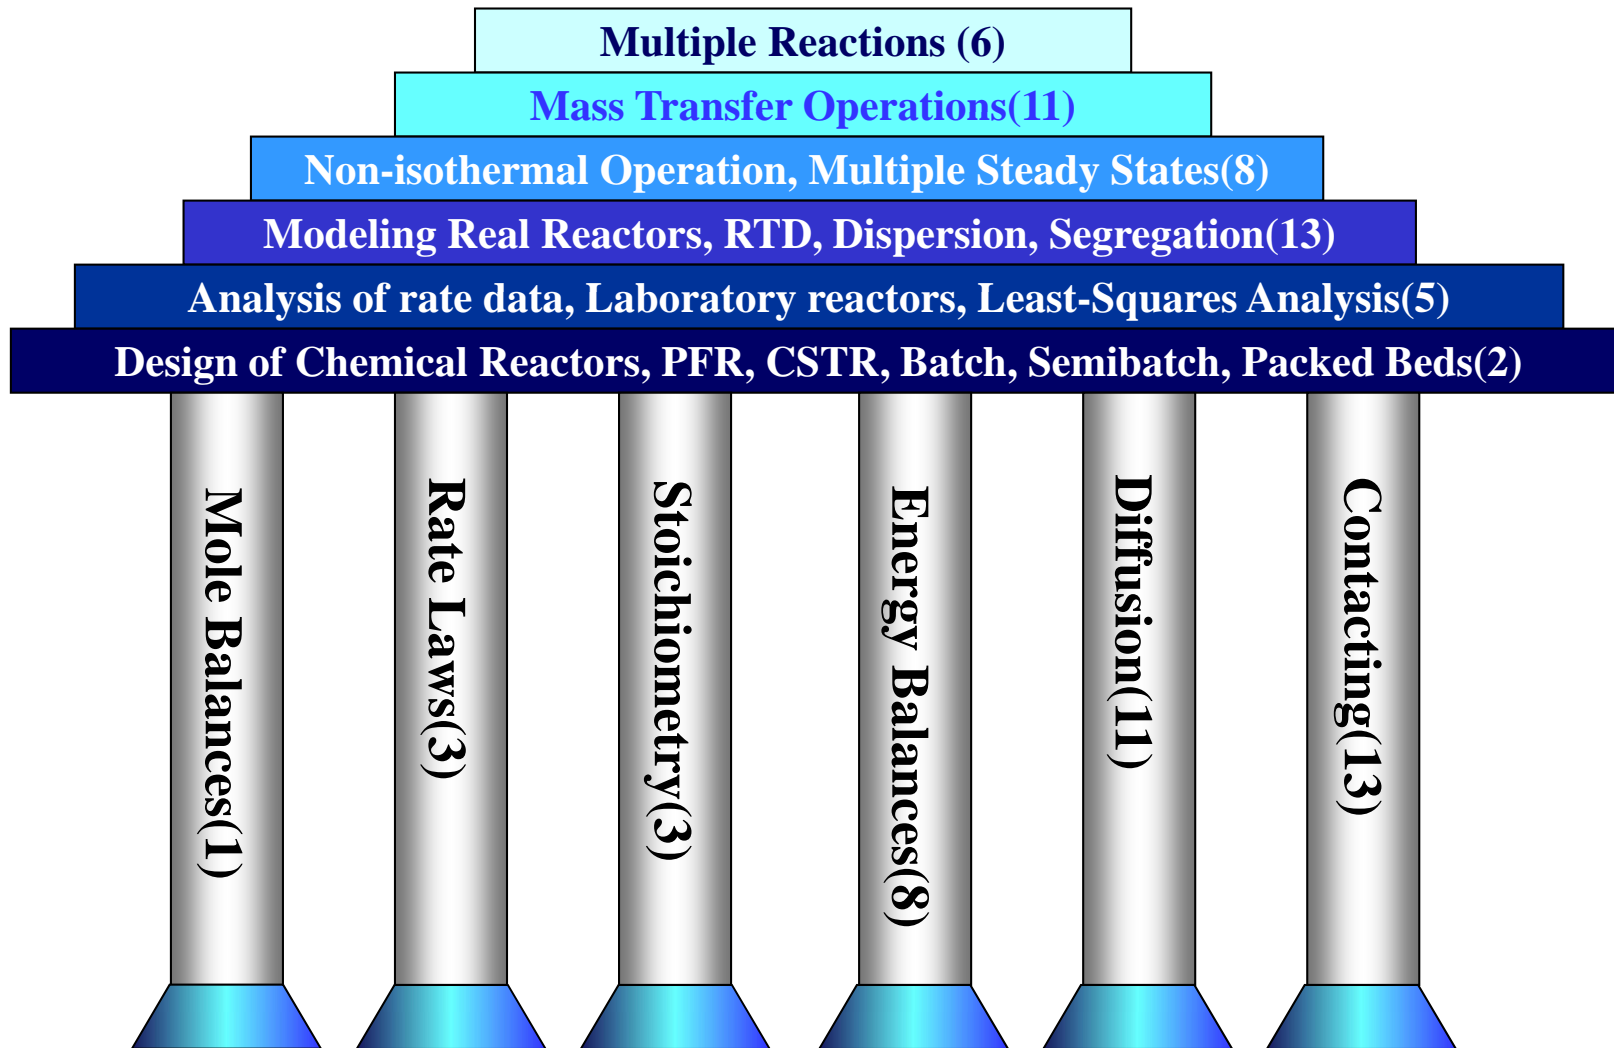 Multiple Reactions (6)
Mass Transfer Operations(11)
Non-isothermal Operation, Multiple Steady States(8)
Modeling Real Reactors, RTD, Dispersion, Segregation(13)
Analysis of rate data, Laboratory reactors, Least-Squares Analysis(5)
Design of Chemical Reactors, PFR, CSTR, Batch, Semibatch, Packed Beds(2)
Mole Balances(1)
Rate Laws(3)
Stoichiometry(3)
Energy Balances(8)
Diffusion(11)
Contacting(13)